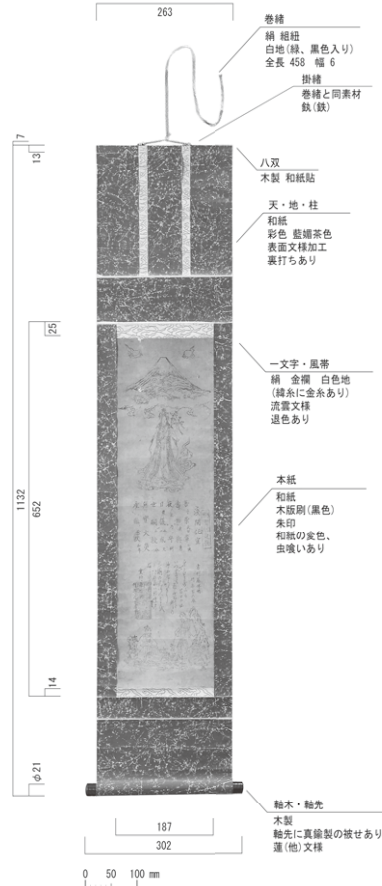 263
巻緒
絹 組紐
白地(緑、黒色入り)
全長 458 幅 6
掛緒
巻緒と同素材
釻(鉄)
7
13
八双
木製 和紙貼
天・地・柱
和紙
彩色 藍媚茶色
表面文様加工
裏打ちあり
25
一文字・風帯
絹 金襴 白色地
(緯糸に金糸あり)
流雲文様
退色あり
1132
652
本紙
和紙
木版刷(黒色)
朱印
和紙の変色、
虫喰いあり
14
φ21
軸木・軸先
木製
軸先に真鍮製の被せあり
蓮(他)文様
187
302
0 50 100 mm